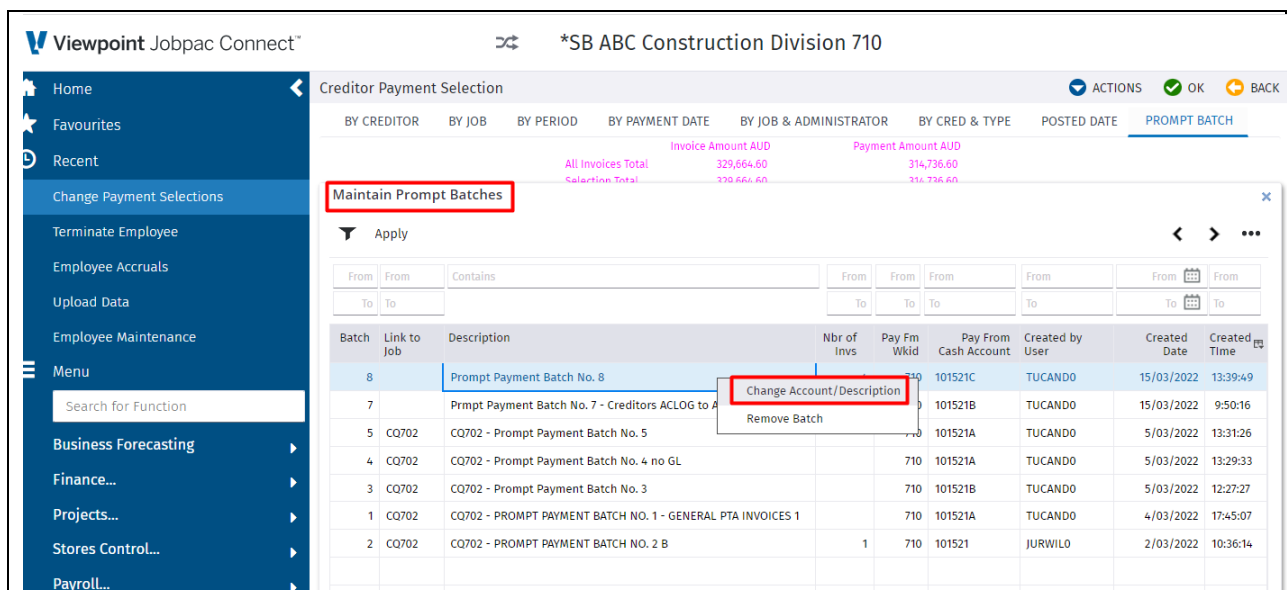 Viewpoint Jobpac Connect™
*SB ABC Construction Division 710
Home
Favourites
Recent
Change Payment Selections
Terminate Employee
Employee Accruals
Upload Data
Employee Maintenance
Menu
Search for Function
Business Forecasting
Finance...
Projects...
Stores Control...
Payroll...
Creditor Payment Selection
ACTIONS OK BACK
BY CREDITOR BY JOB BY PERIOD BY PAYMENT DATE BY JOB & ADMINISTRATOR BY CRED & TYPE POSTED DATE PROMPT BATCH
Invoice Amount AUD Payment Amount AUD
All Invoices Total 329,664.60 314,736.60
Selection Total 329,664.60 314,736.60
Maintain Prompt Batches
Apply
From From Contains From From From From From From
To To To To To To To To
Batch Link to Job Description Nbr of Invs Pay Fm Wkid Pay From Cash Account Created by User Created Date Created TIme
8 Prompt Payment Batch No. 8 710 101521C TUCAND0 15/03/2022 13:39:49
Change Account/Description
Remove Batch
7 Prmpt Payment Batch No. 7 - Creditors ACLOG to 101521B TUCAND0 15/03/2022 9:50:16
5 CQ702 CQ702 - Prompt Payment Batch No. 5 710 101521A TUCAND0 5/03/2022 13:31:26
4 CQ702 CQ702 - Prompt Payment Batch No. 4 no GL 710 101521A TUCAND0 5/03/2022 13:29:33
3 CQ702 CQ702 - Prompt Payment Batch No. 3 710 101521B TUCAND0 5/03/2022 12:27:27
1 CQ702 CQ702 - PROMPT PAYMENT BATCH NO. 1 - GENERAL PTA INVOICES 1 710 101521A TUCAND0 4/03/2022 17:45:07
2 CQ702 CQ702 - PROMPT PAYMENT BATCH NO. 2 B 1 710 101521 JURWIL0 2/03/2022 10:36:14